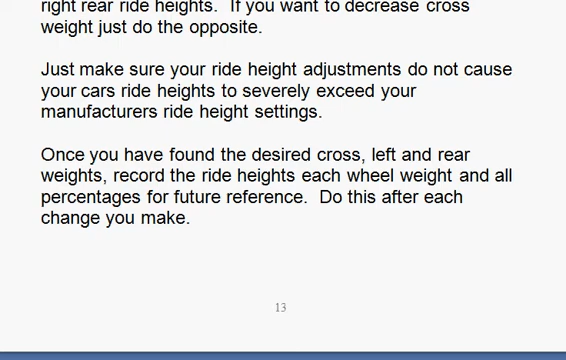 right rear ride heights.  If you want to decrease cross
weight just do the opposite.
Just make sure your ride height adjustments do not cause
your cars ride heights to severely exceed your
manufacturers ride height settings.
Once you have found the desired cross, left and rear
weights, record the ride heights each wheel weight and all
percentages for future reference.  Do this after each
change you make.
13